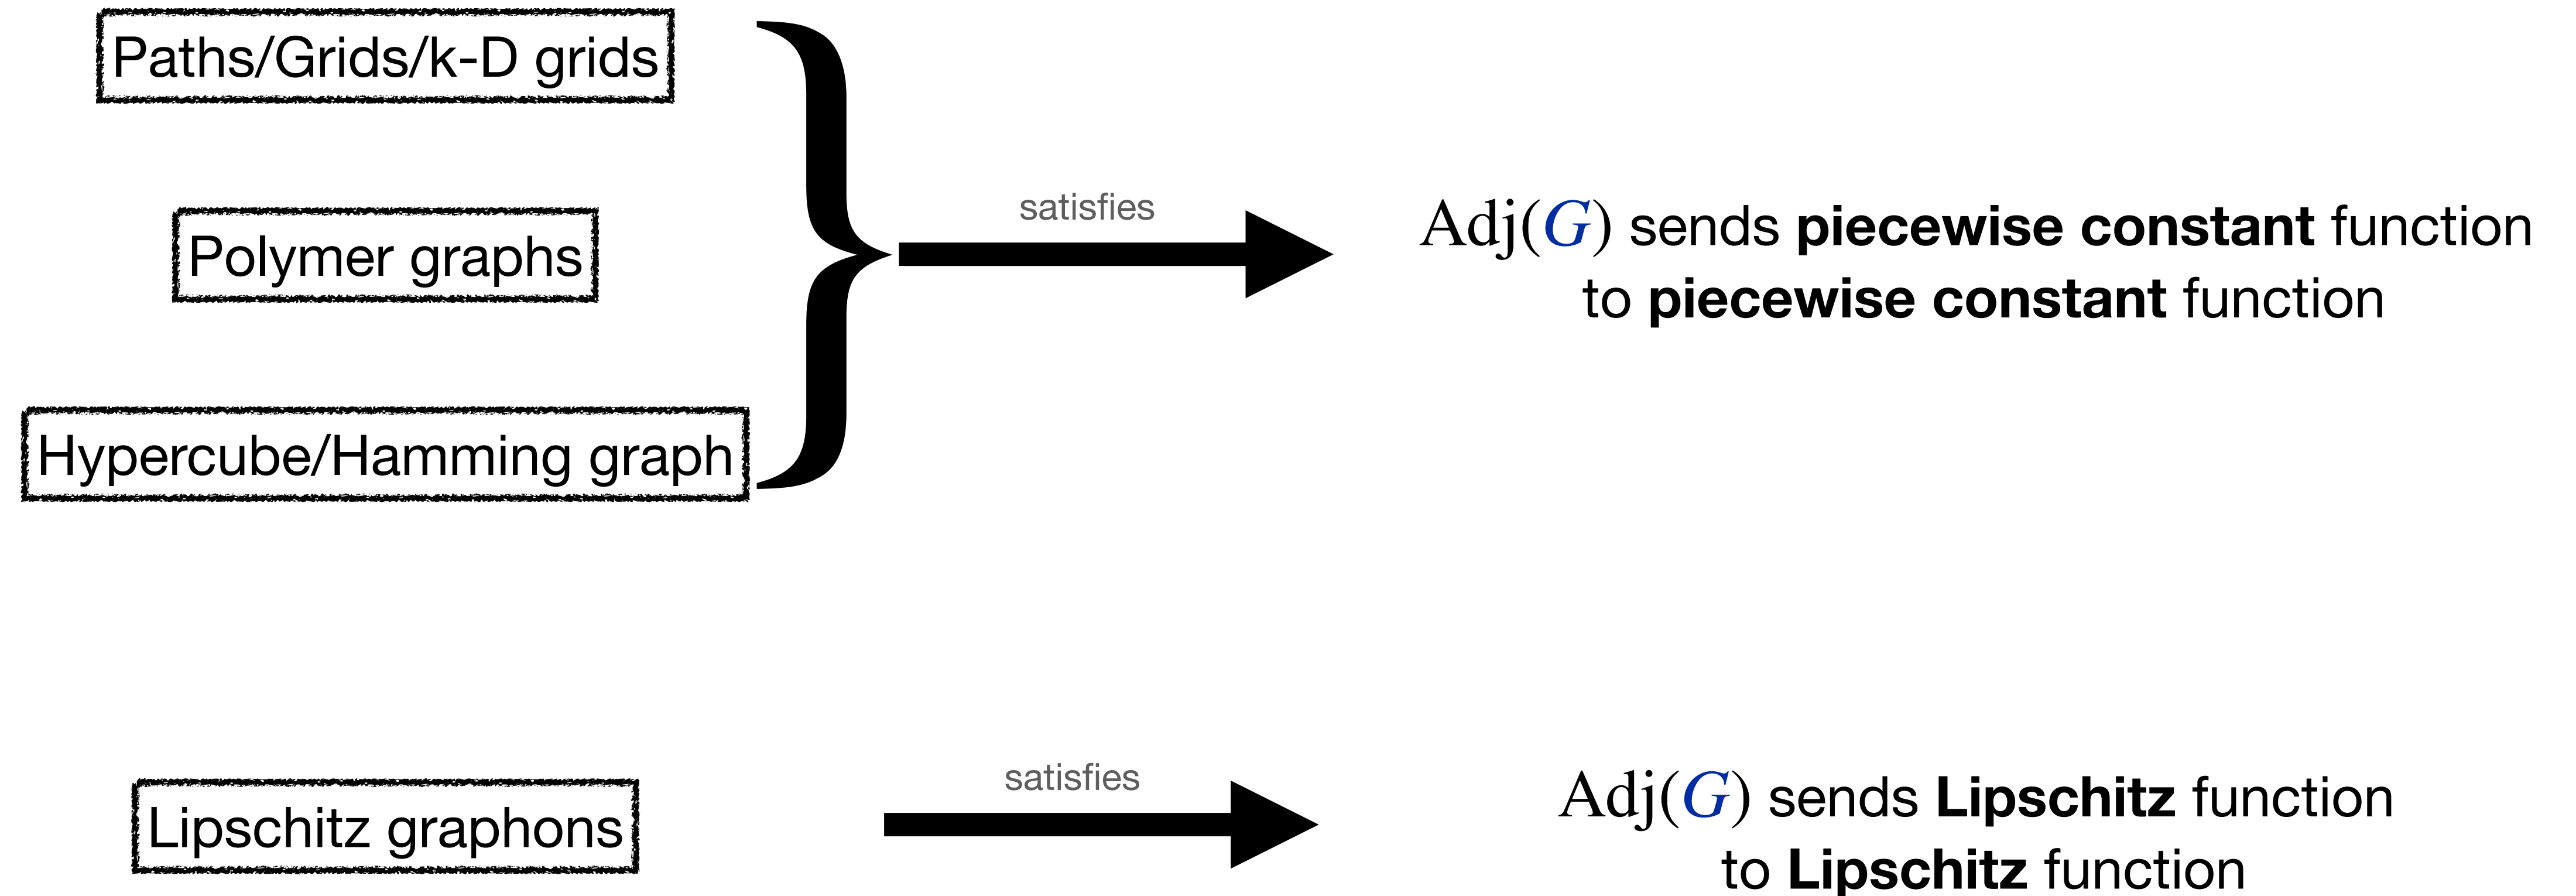 Paths/Grids/k-D grids
Polymer graphs
Hypercube/Hamming graph
satisfies
Adj(G) sends piecewise constant function
to piecewise constant function
Lipschitz graphons
satisfies
Adj(G) sends Lipschitz function
to Lipschitz function